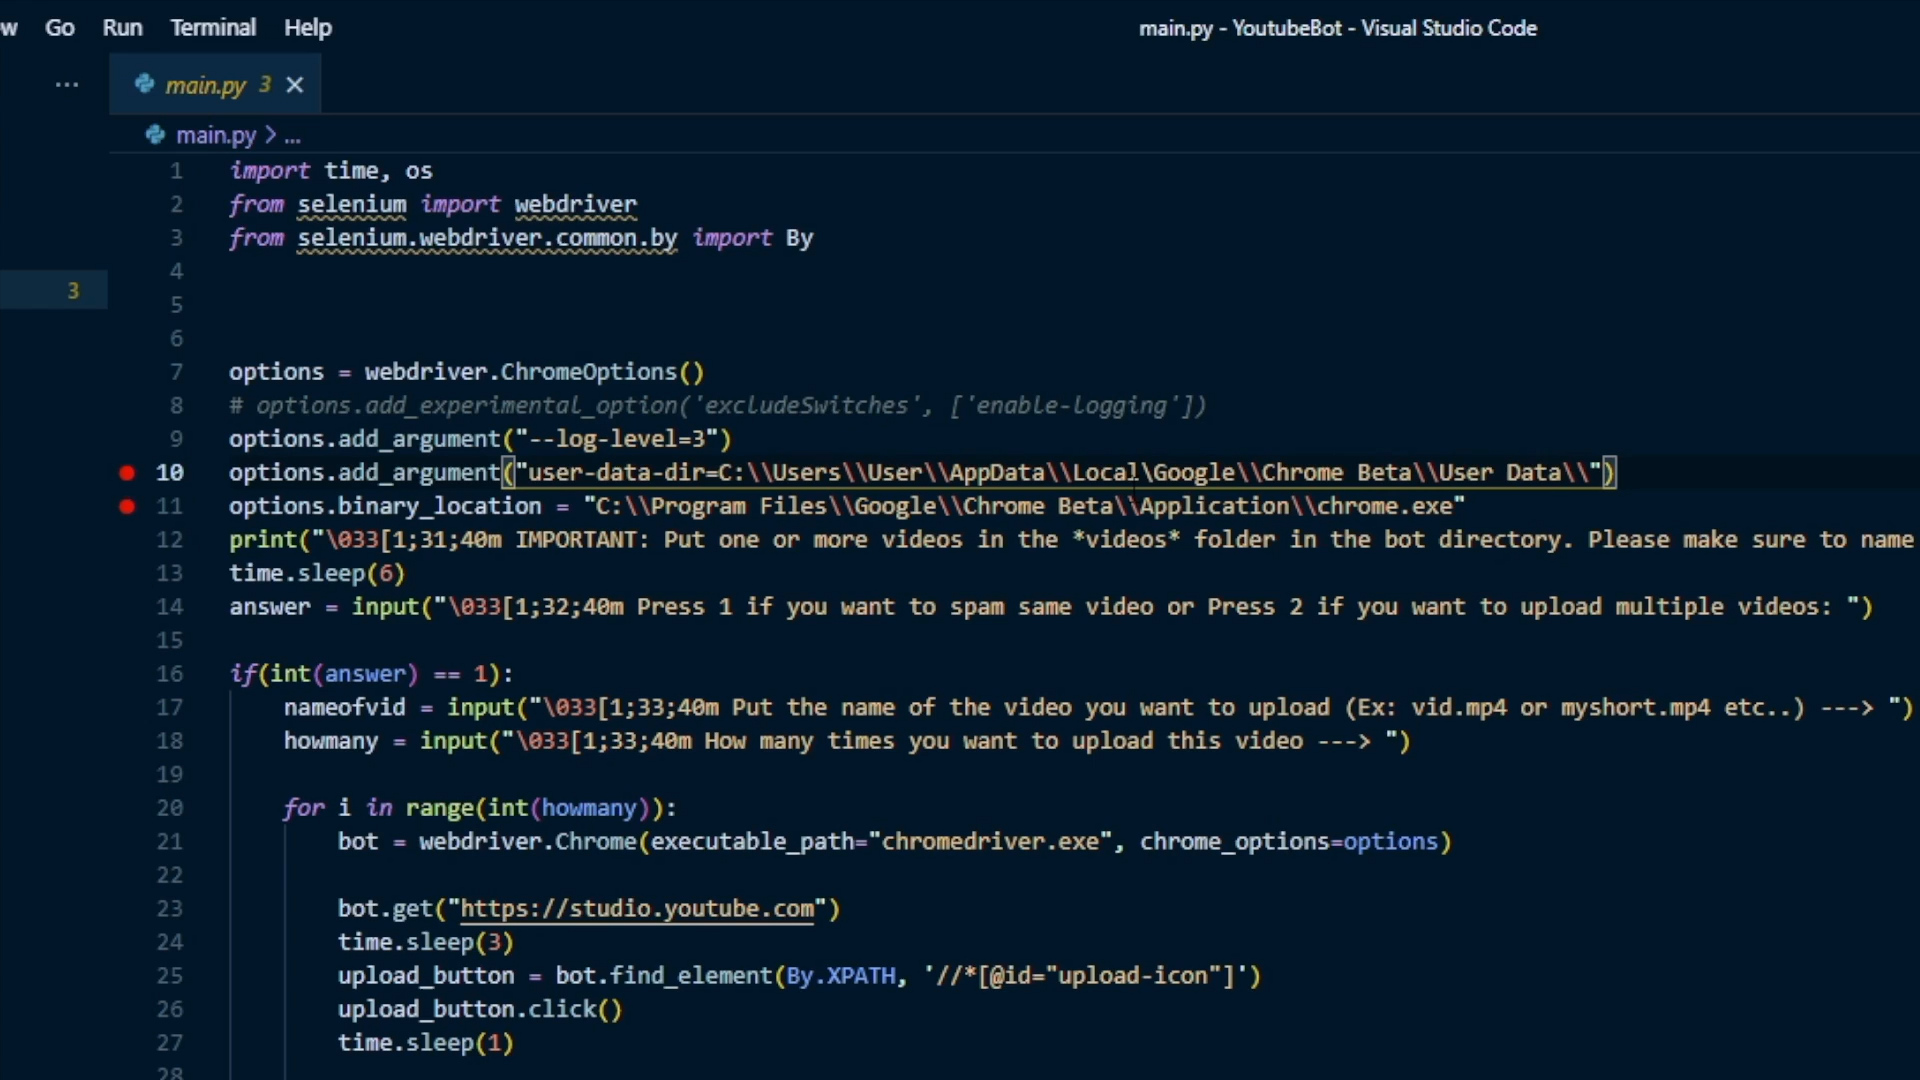 w Go Run Terminal Help main.py - YoutubeBot - Visual Studio Code
... main.py 3 ×
main.py > ...
1 import time, os
2 from selenium import webdriver
3 from selenium.webdriver.common.by import By
4
3
5
6
7 options = webdriver.ChromeOptions()
8 # options.add_experimental_option('excludeSwitches', ['enable-logging'])
9 options.add_argument("--log-level=3")
10 options.add_argument("user-data-dir=C:\\Users\\User\\AppData\\Local\Google\\Chrome Beta\\User Data\\")
11 options.binary_location = "C:\\Program Files\\Google\\Chrome Beta\\Application\\chrome.exe"
12 print("\033[1;31;40m IMPORTANT: Put one or more videos in the *videos* folder in the bot directory. Please make sure to name
13 time.sleep(6)
14 answer = input("\033[1;32;40m Press 1 if you want to spam same video or Press 2 if you want to upload multiple videos: ")
15
16 if(int(answer) == 1):
17 nameofvid = input("\033[1;33;40m Put the name of the video you want to upload (Ex: vid.mp4 or myshort.mp4 etc..) ---> ")
18 howmany = input("\033[1;33;40m How many times you want to upload this video ---> ")
19
20 for i in range(int(howmany)):
21 bot = webdriver.Chrome(executable_path="chromedriver.exe", chrome_options=options)
22
23 bot.get("https://studio.youtube.com")
24 time.sleep(3)
25 upload_button = bot.find_element(By.XPATH, '//*[@id="upload-icon"]')
26 upload_button.click()
27 time.sleep(1)
28